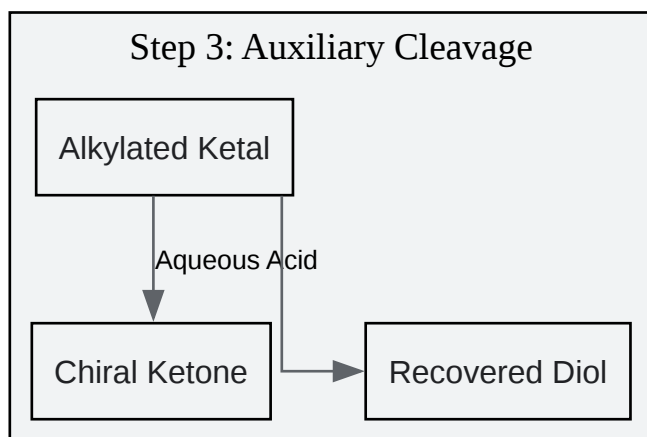 Step 3: Auxiliary Cleavage
Alkylated Ketal
Aqueous Acid
Chiral Ketone
Recovered Diol